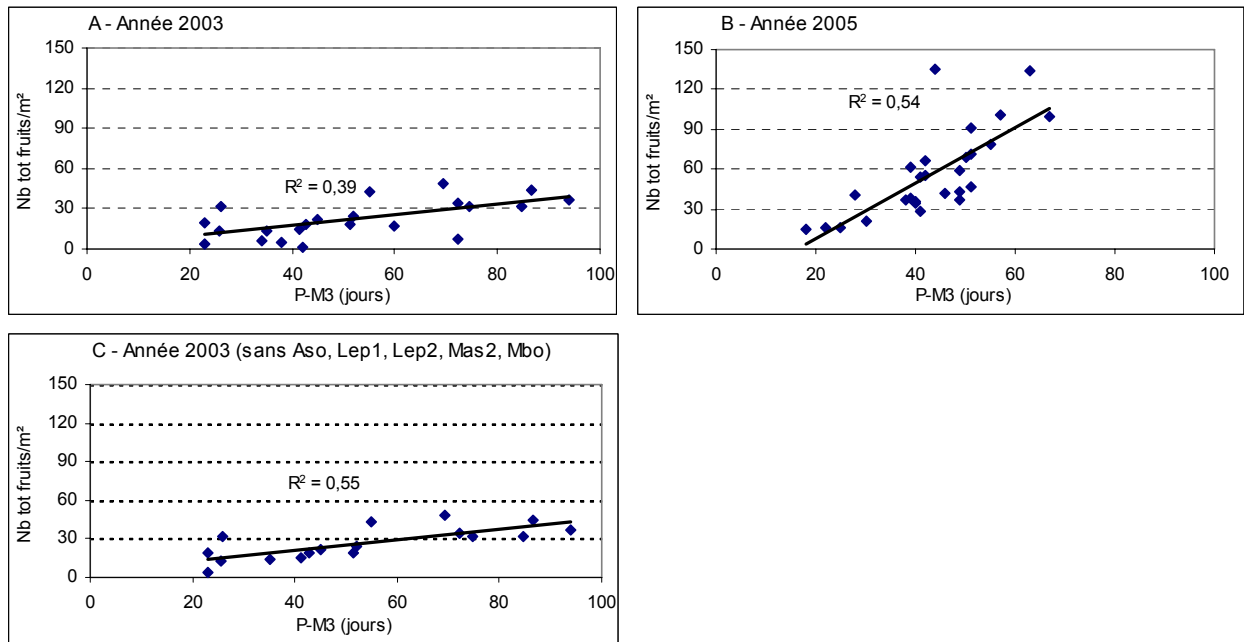 A - Année 2003
150
120
90
60
30
0
Nb tot fruits/m²
R² = 0,39
0 20 40 60 80 100
P-M3 (jours)
B - Année 2005
150
120
90
60
30
0
Nb tot fruits/m²
R² = 0,54
0 20 40 60 80 100
P-M3 (jours)
C - Année 2003 (sans Aso, Lep1, Lep2, Mas2, Mbo)
150
120
90
60
30
0
Nb tot fruits/m²
R² = 0,55
0 20 40 60 80 100
P-M3 (jours)